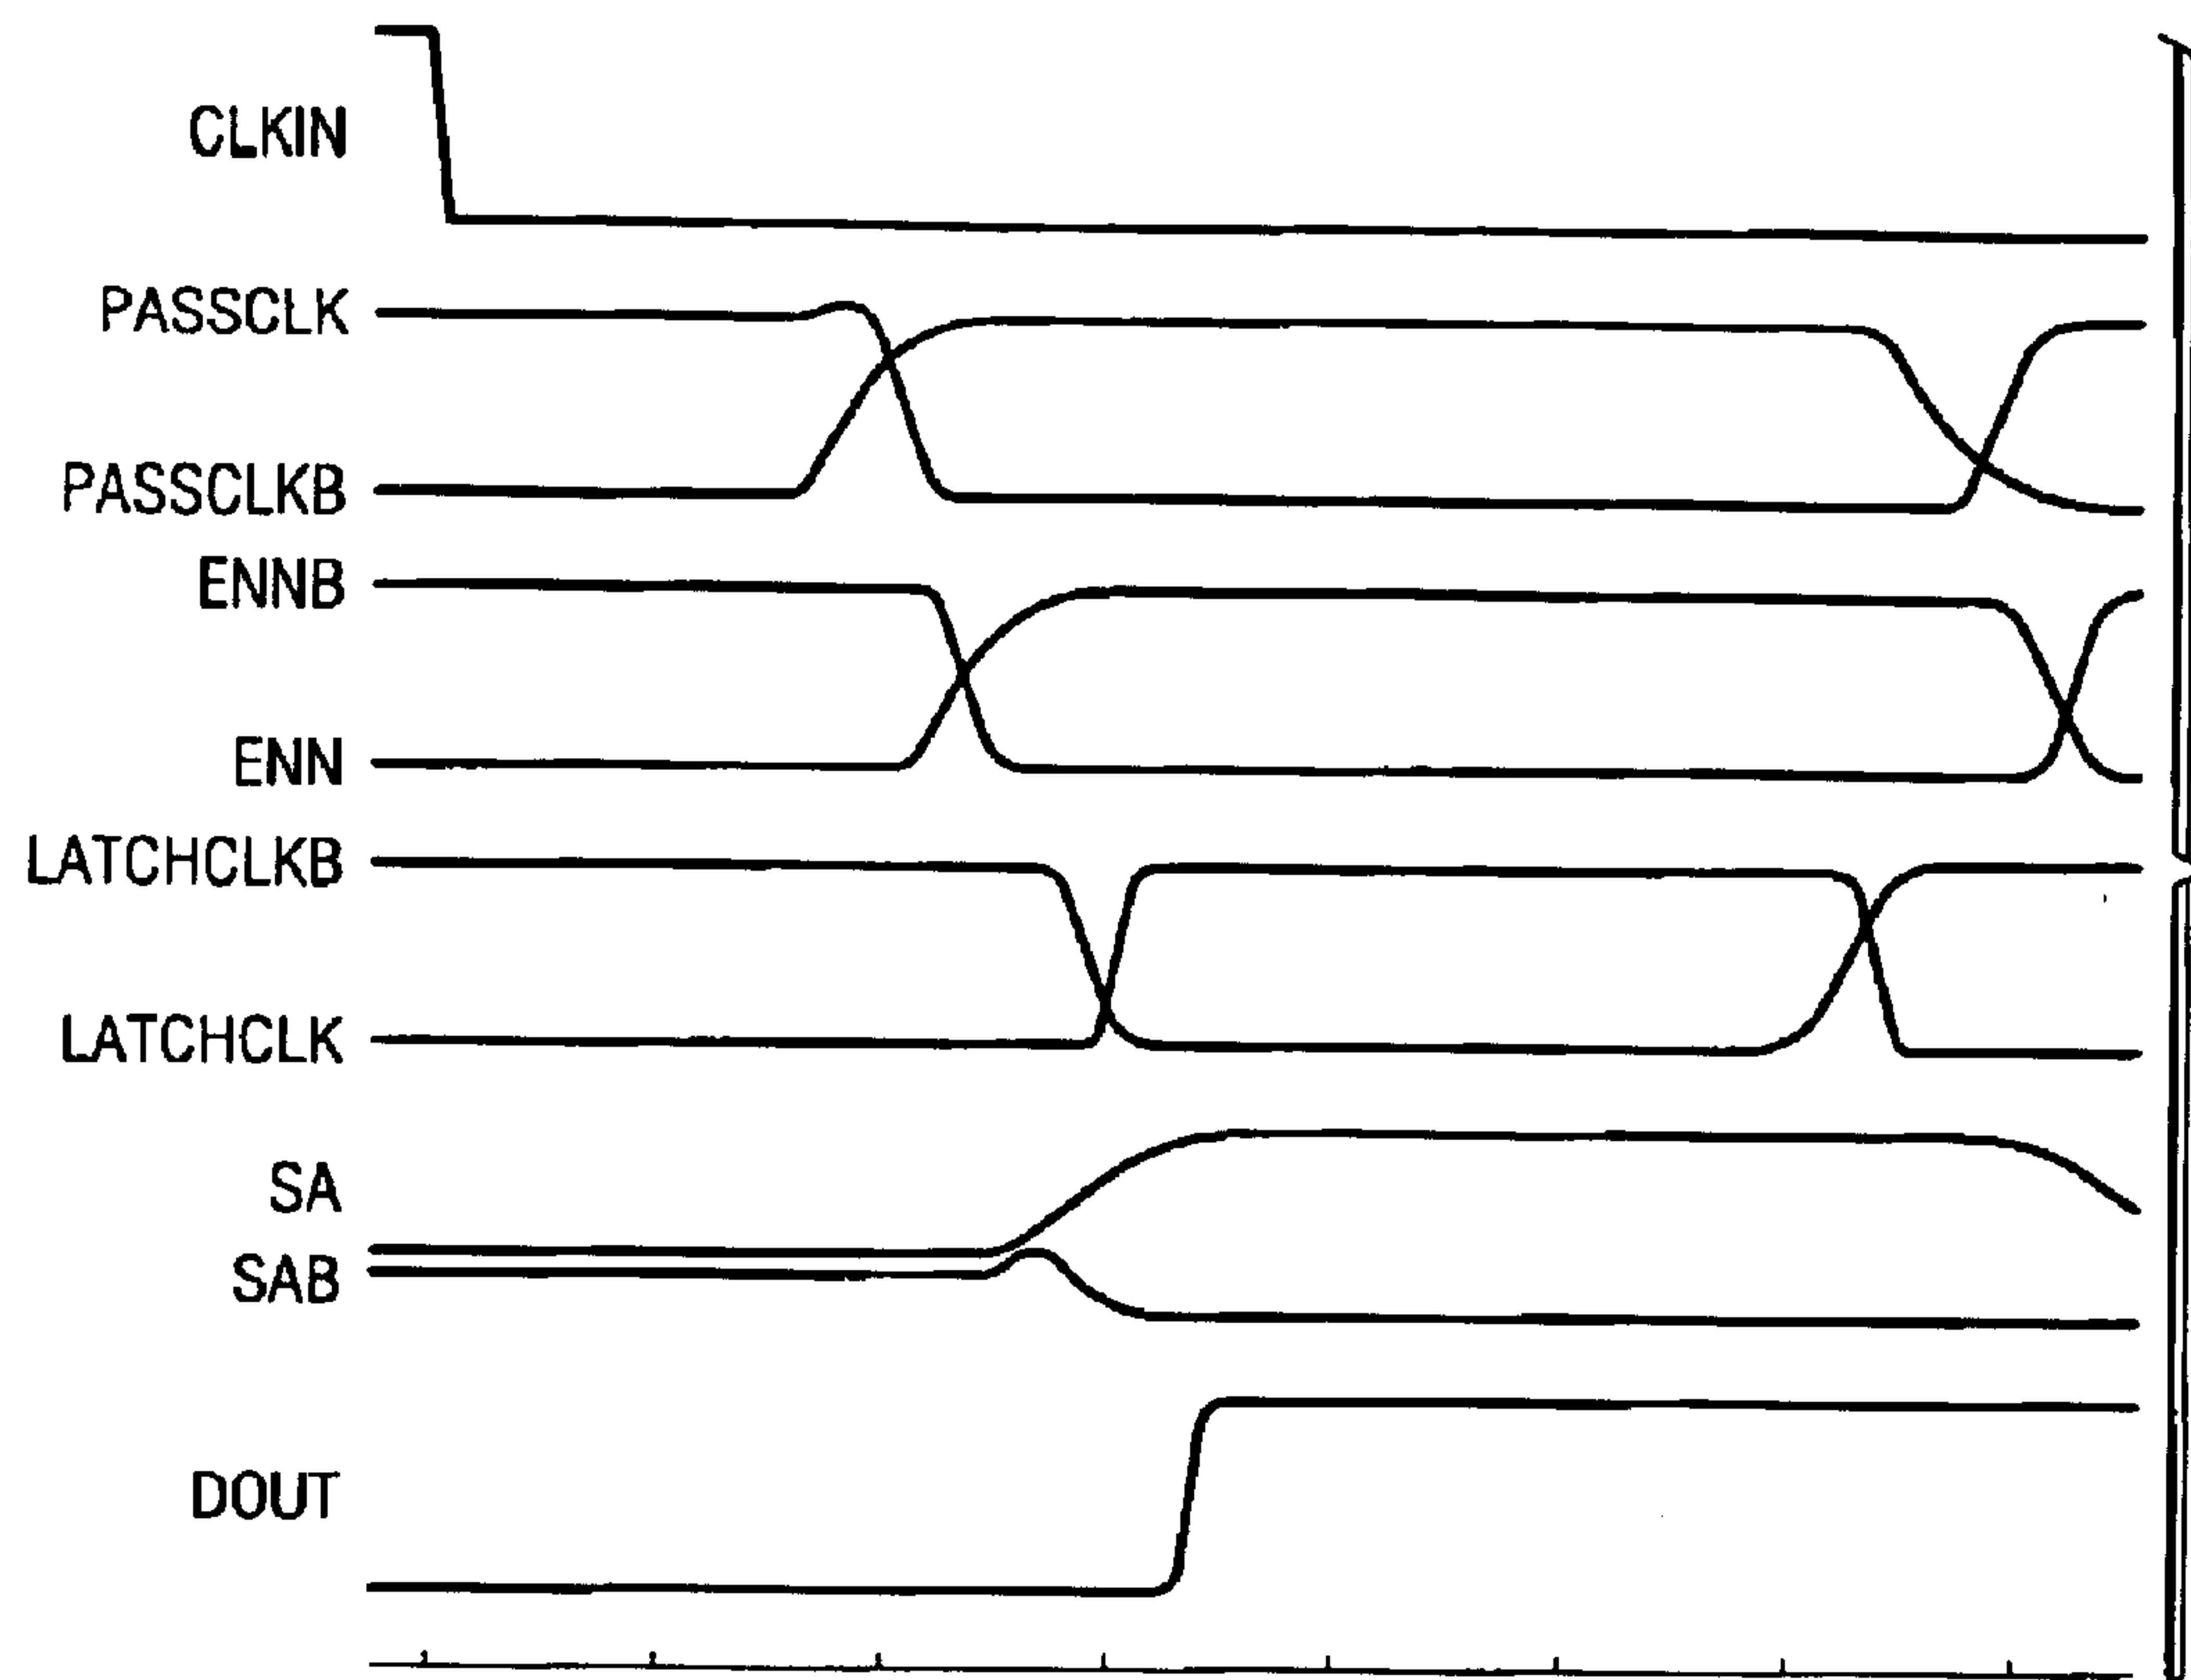 CLKIN
PASSCLK
PASSCLKB
ENNB
ENN
LATCHCLKB
LATCHCLK
SA
SAB
DOUT